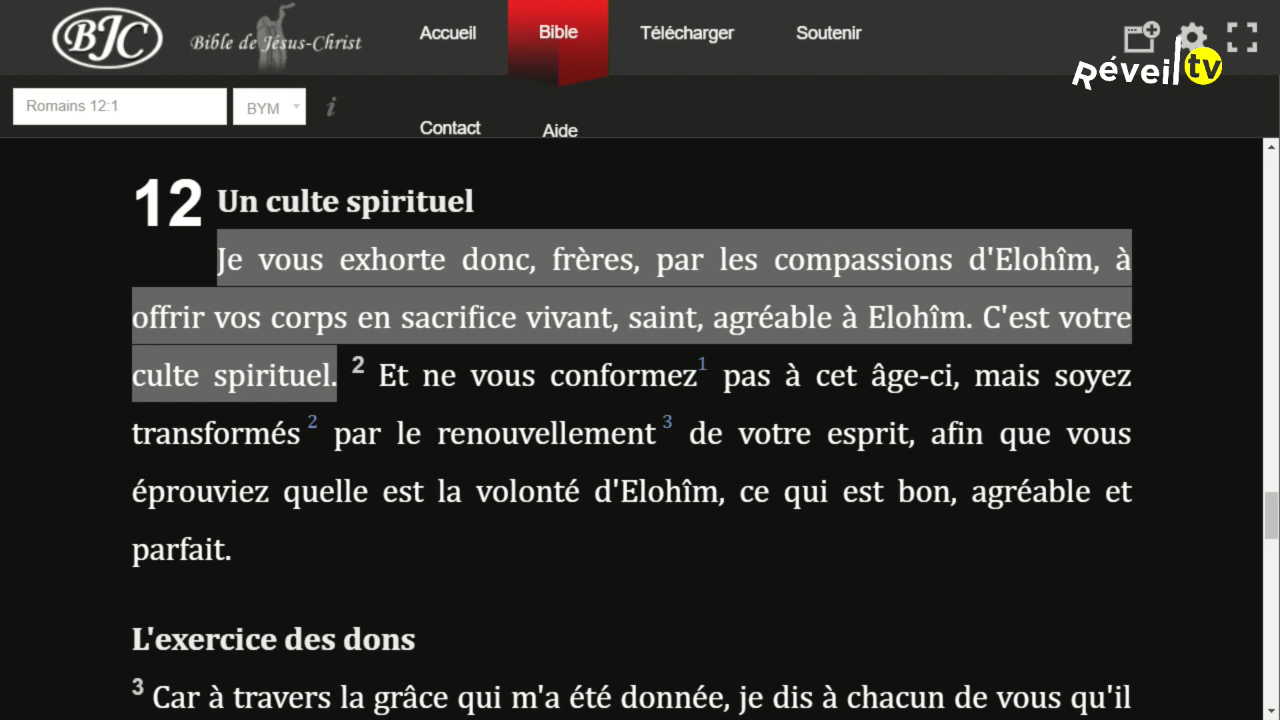 BJC
Bible de Jésus-Christ
Accueil
Bible
Télécharger
Soutenir
Réveil tv
Romains 12:1
BYM
i
Contact
Aide
12 Un culte spirituel
Je vous exhorte donc, frères, par les compassions d'Elohîm, à
offrir vos corps en sacrifice vivant, saint, agréable à Elohîm. C'est votre
culte spirituel. 2 Et ne vous conformez1 pas à cet âge-ci, mais soyez
transformés 2 par le renouvellement 3 de votre esprit, afin que vous
éprouviez quelle est la volonté d'Elohîm, ce qui est bon, agréable et
parfait.
L'exercice des dons
3 Car à travers la grâce qui m'a été donnée, je dis à chacun de vous qu'il